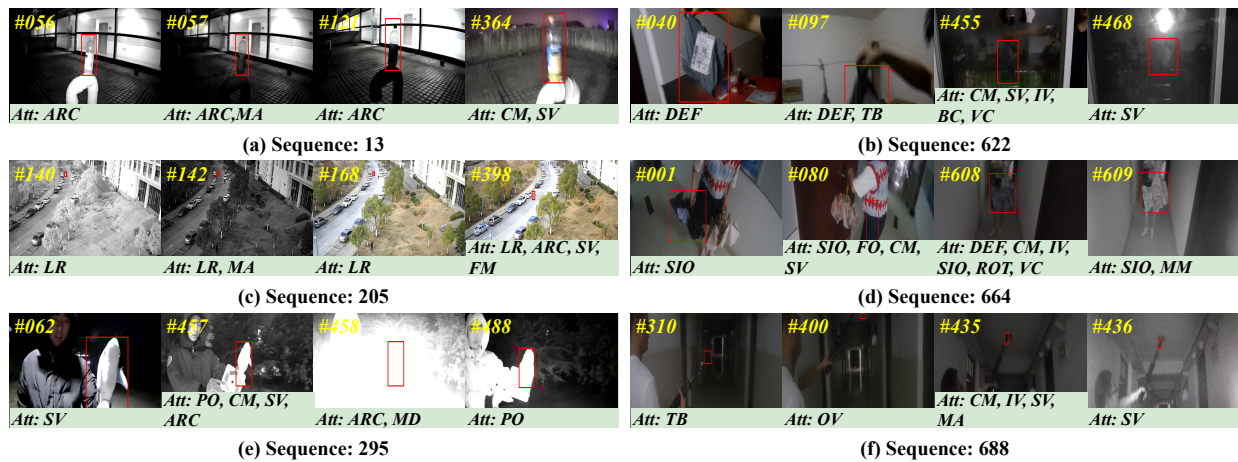 #056 #057 #121 #364
Att: ARC Att: ARC,MA Att: ARC Att: CM, SV
(a) Sequence: 13
#040 #097 #455 #468
Att: DEF Att: DEF, TB Att: CM, SV, IV, BC, VC Att: SV
(b) Sequence: 622
#140 #142 #168 #398
Att: LR Att: LR, MA Att: LR Att: LR, ARC, SV, FM
(c) Sequence: 205
#001 #080 #608 #609
Att: SIO Att: SIO, FO, CM, SV Att: DEF, CM, IV, SIO, ROT, VC Att: SIO, MM
(d) Sequence: 664
#062 #457 #458 #488
Att: SV Att: PO, CM, SV, ARC Att: ARC, MD Att: PO
(e) Sequence: 295
#310 #400 #435 #436
Att: TB Att: OV Att: CM, IV, SV, MA Att: SV
(f) Sequence: 688